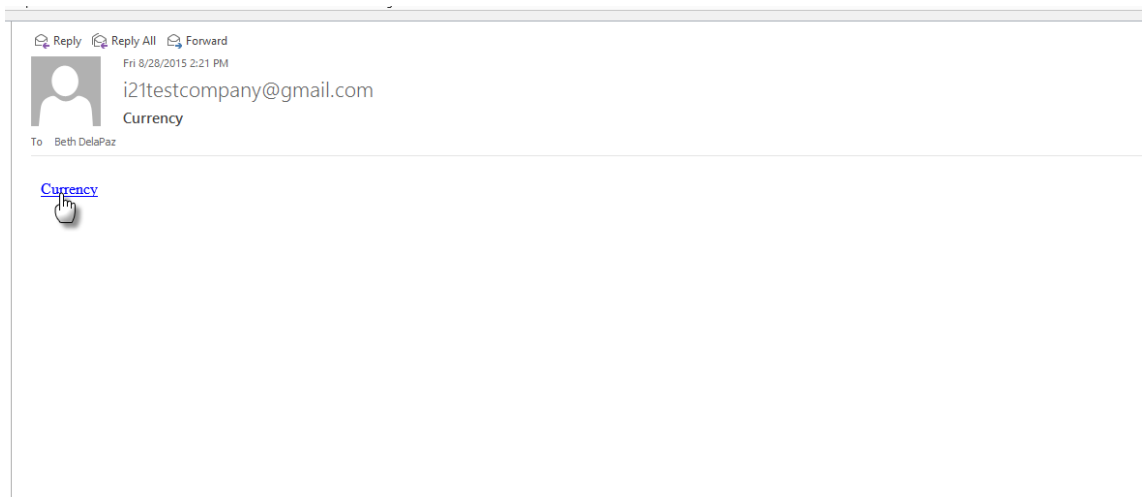 Reply Reply All Forward
Fri 8/28/2015 2:21 PM
i21testcompany@gmail.com
Currency
To Beth DelaPaz
Currency